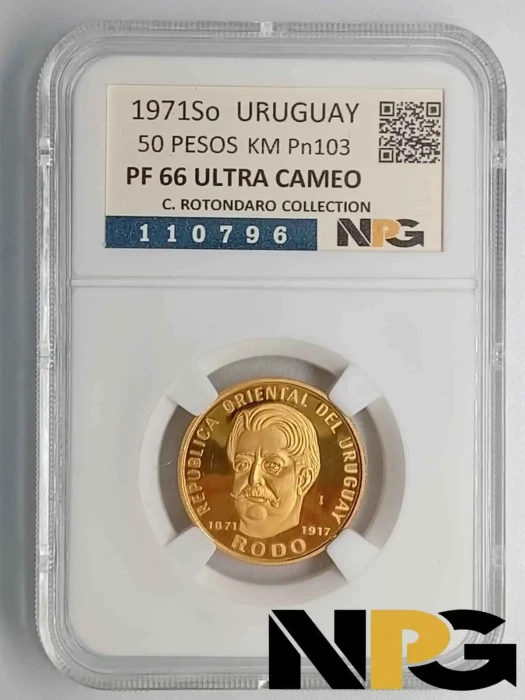 1971So URUGUAY
50 PESOS KM Pn103
PF 66 ULTRA CAMEO
C. ROTONDARO COLLECTION
110796 NPG
REPUBLICA ORIENTAL DEL URUGUAY
1871 1917
RODO
NPG